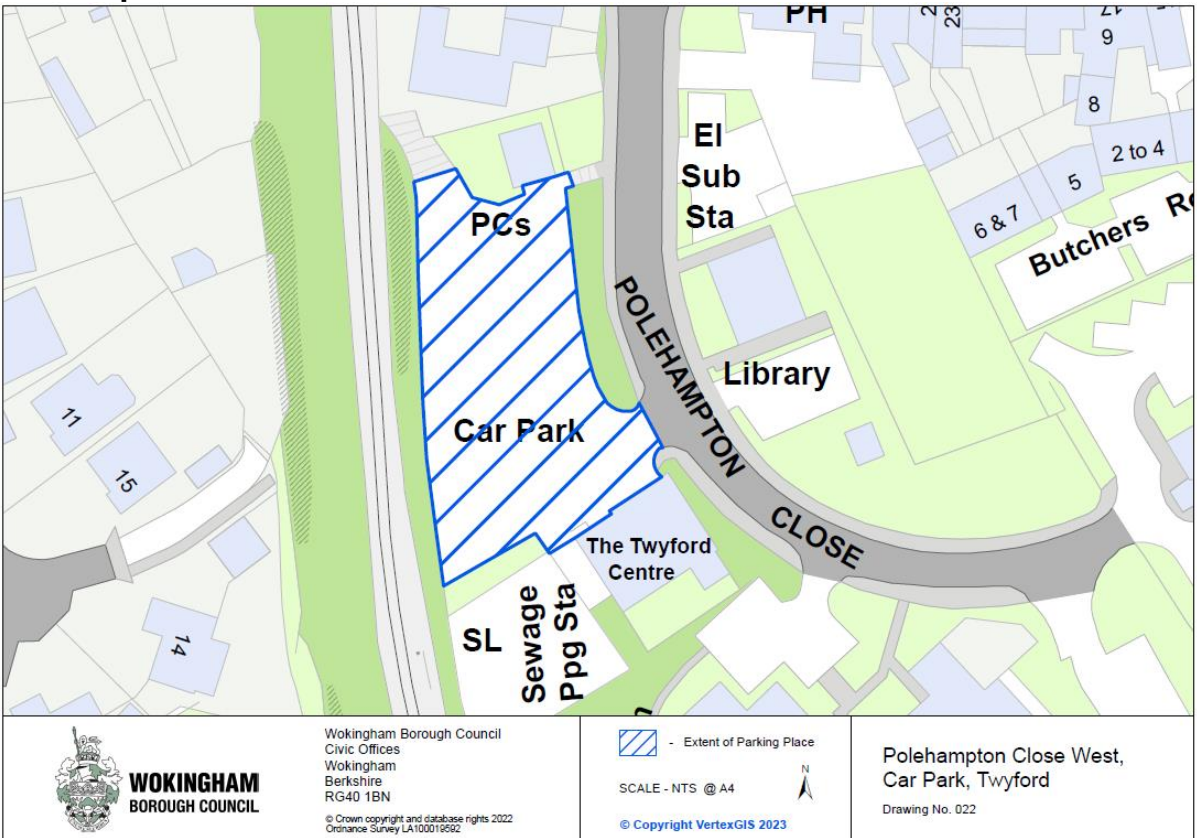 PH
23
17
9
8
2 to 4
5
6 & 7
Butchers
El
Sub
Sta
PCs
POLEHAMPTON
CLOSE
Library
Car Park
11
15
14
The Twyford
Centre
SL
Sewage
Ppg Sta
WOKINGHAM
BOROUGH COUNCIL
Wokingham Borough Council
Civic Offices
Wokingham
Berkshire
RG40 1BN
© Crown copyright and database rights 2022
Ordnance Survey LA100019592
- Extent of Parking Place
SCALE - NTS @ A4
N
© Copyright VertexGIS 2023
Polehampton Close West,
Car Park, Twyford
Drawing No. 022